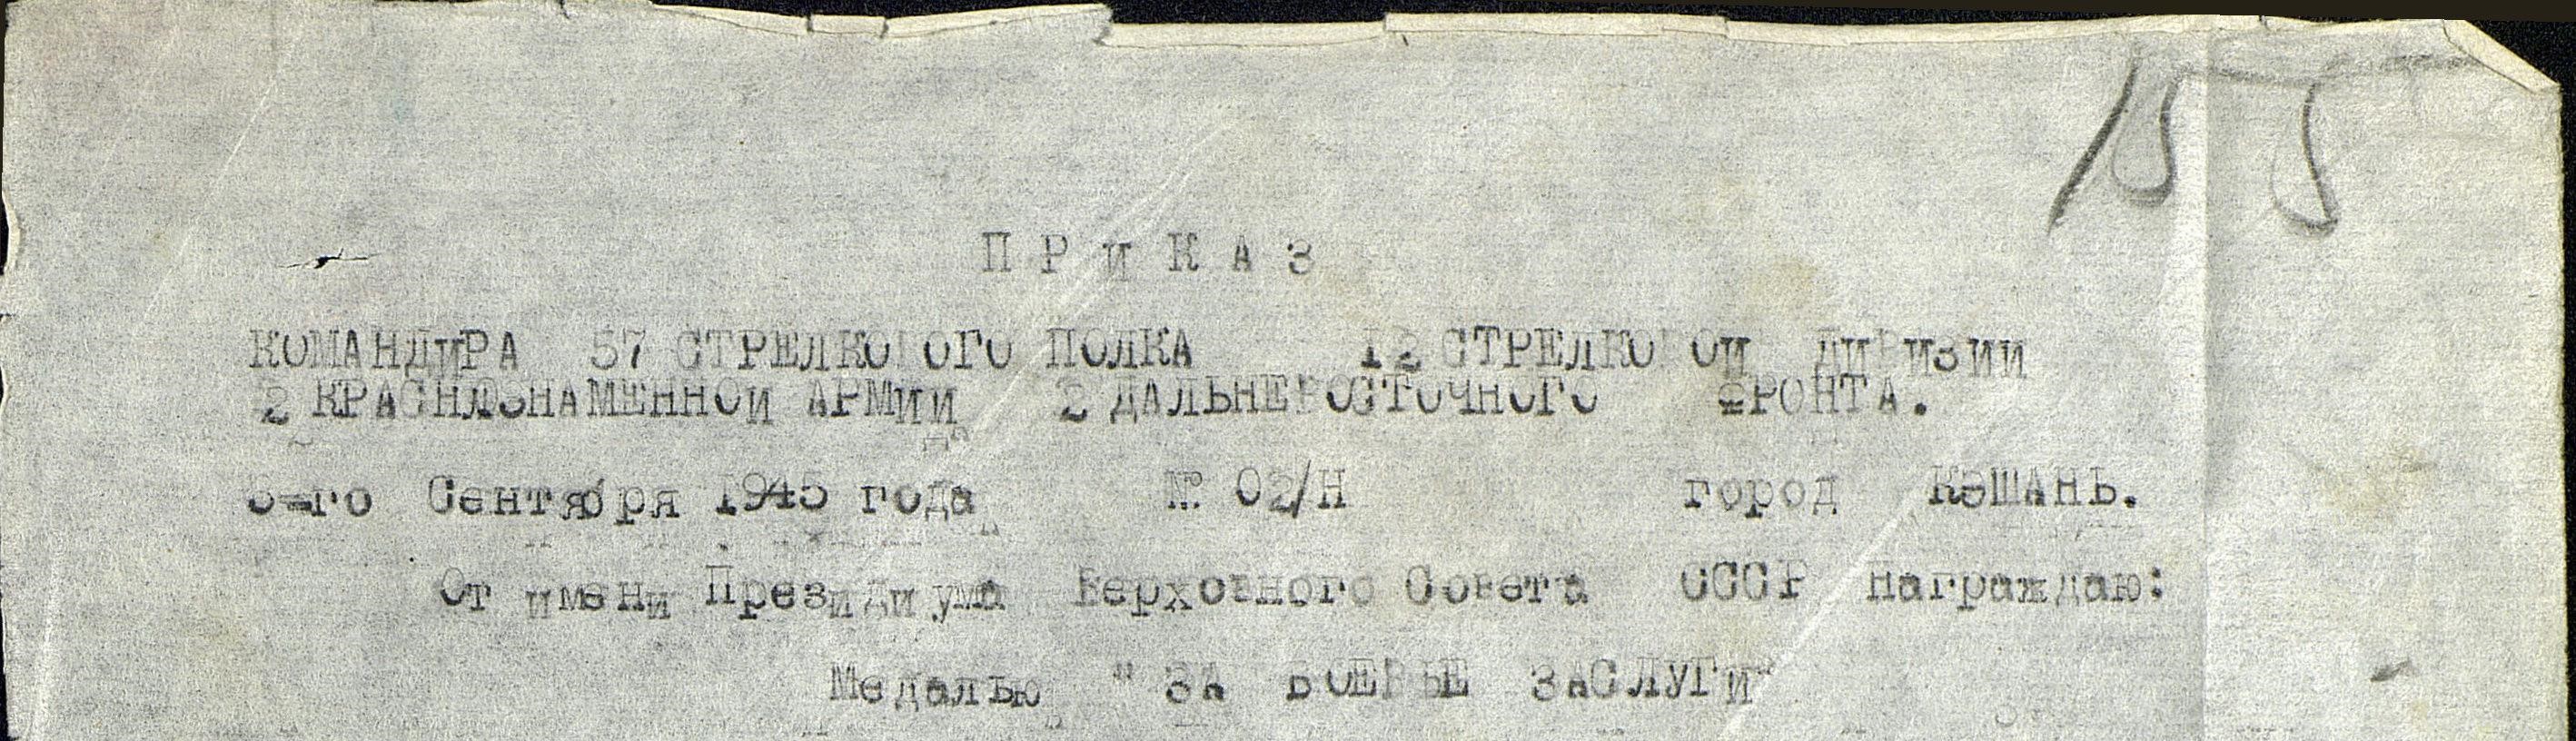 П Р И К А З
КОМАНДИРА 57 СТРЕЛКОВОГО ПОЛКА 12 СТРЕЛКОВОЙ ДИВИЗИИ
2 КРАСНОЗНАМЕННОЙ АРМИИ 2 ДАЛЬНЕВОСТОЧНОГО ФРОНТА.
Сентября 1945 года № 02/Н город КЭШАНЬ.
От имени Президиума Верховного Совета СССР награждаю:
Медалью " ЗА БОЕВЫЕ ЗАСЛУГИ"